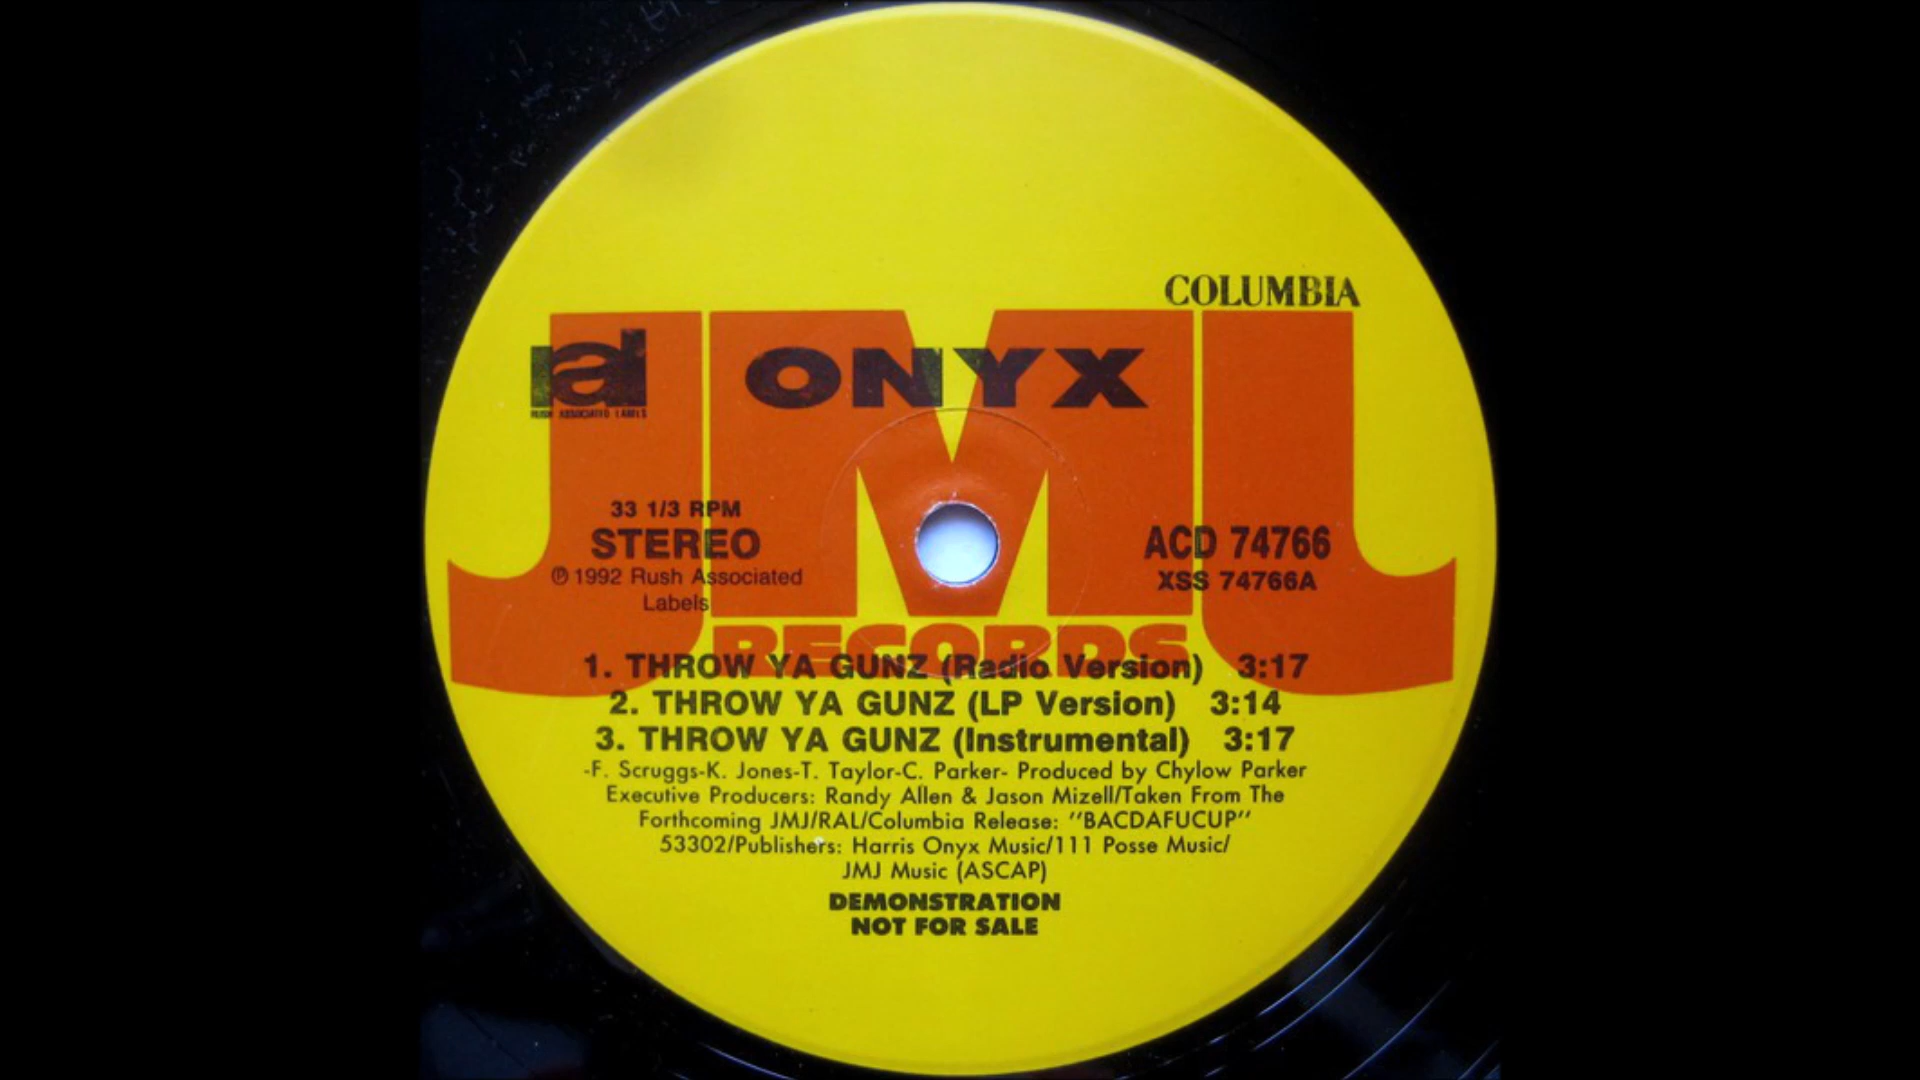 COLUMBIA
JMJ
ral
ONYX
RUSH ASSOCIATED LABELS
33 1/3 RPM
STEREO
℗ 1992 Rush Associated
Labels
ACD 74766
XSS 74766A
RECORDS
1. THROW YA GUNZ (Radio Version) 3:17
2. THROW YA GUNZ (LP Version) 3:14
3. THROW YA GUNZ (Instrumental) 3:17
-F. Scruggs-K. Jones-T. Taylor-C. Parker- Produced by Chylow Parker
Executive Producers: Randy Allen & Jason Mizell/Taken From The
Forthcoming JMJ/RAL/Columbia Release: "BACDAFUCUP"
53302/Publishers: Harris Onyx Music/111 Posse Music/
JMJ Music (ASCAP)
DEMONSTRATION
NOT FOR SALE